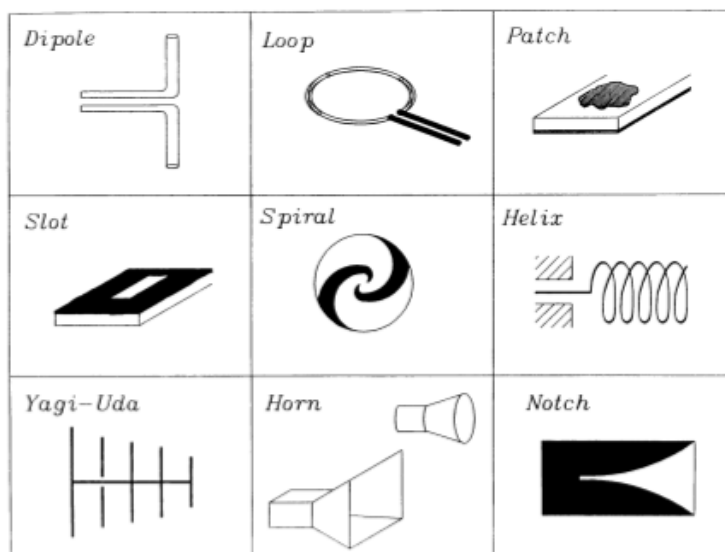 Dipole
Loop
Patch
Slot
Spiral
Helix
Yagi-Uda
Horn
Notch